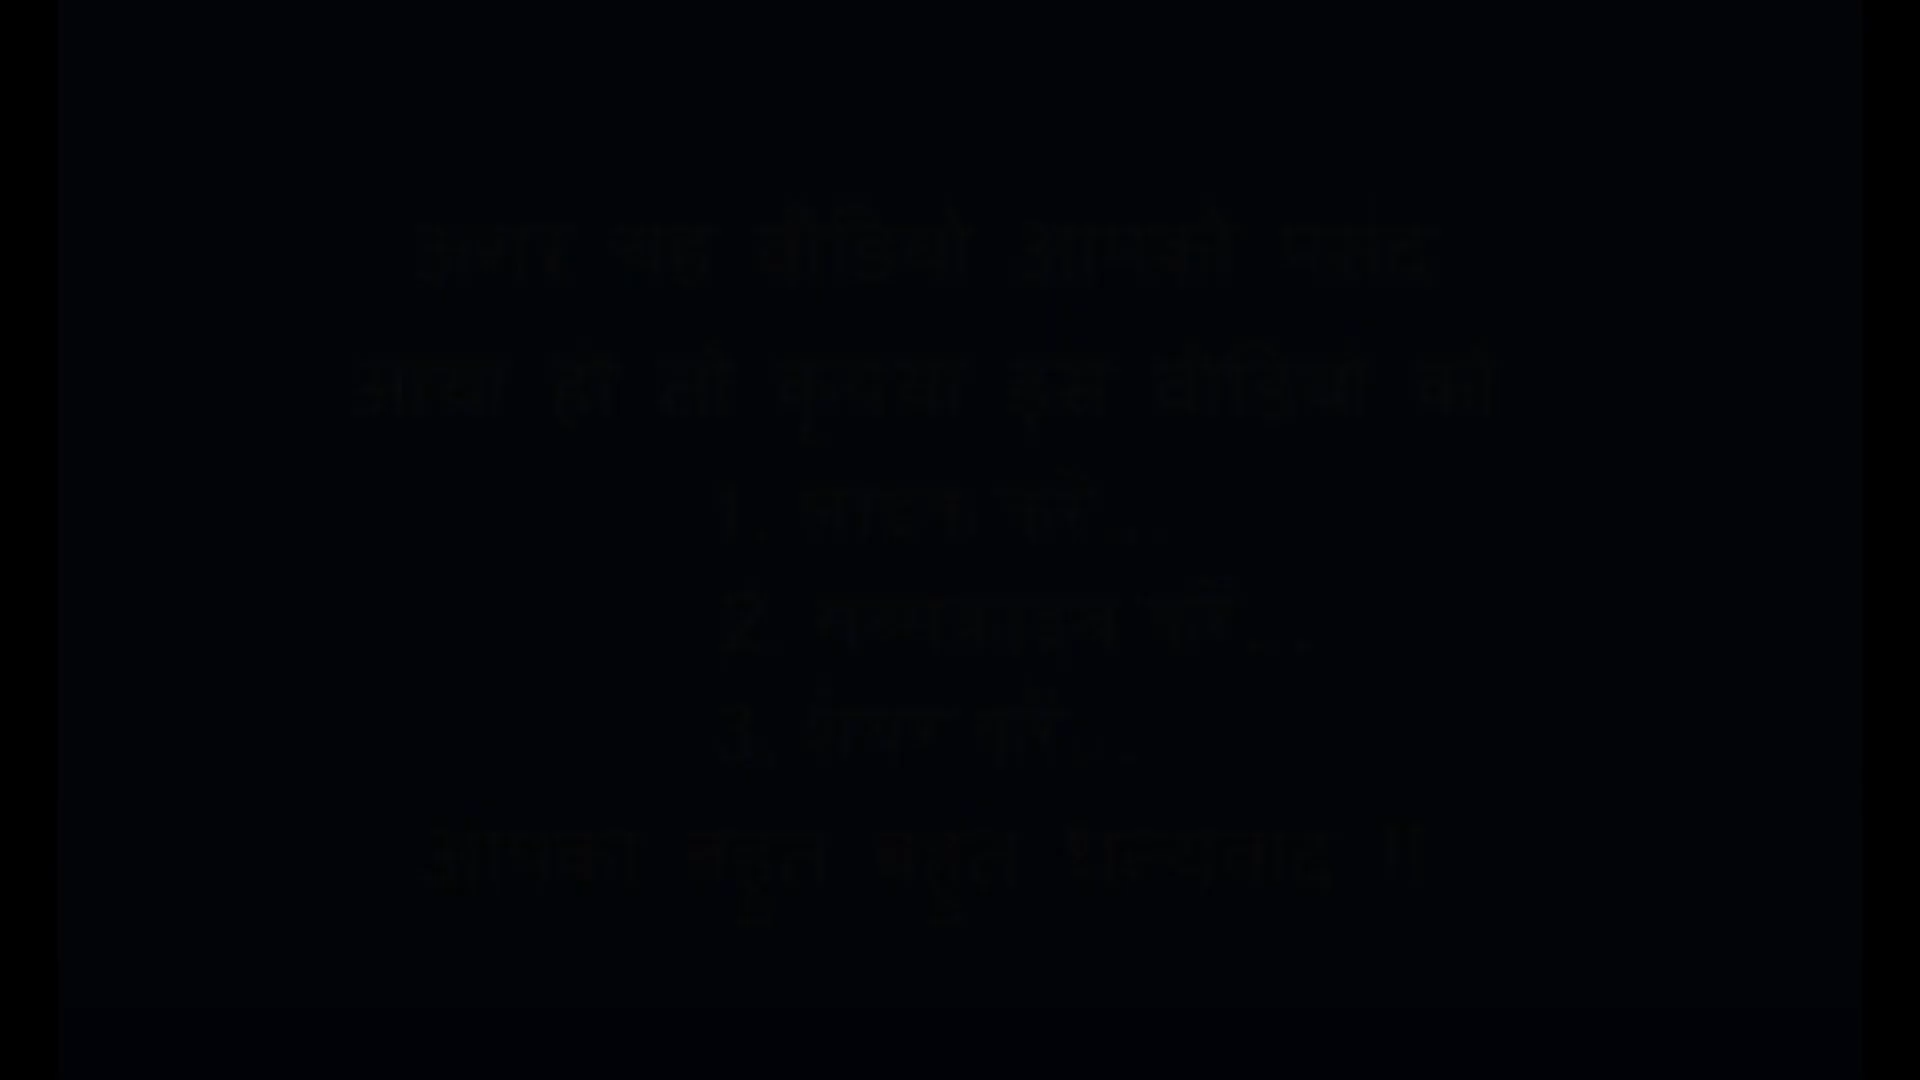 अगर यह वीडियो आपको पसंद
आया हो तो कृपया इस वीडियो को
1. लाइक करें...
2. सब्सक्राइब करें...
3. शेयर करें...
आपका बहुत बहुत धन्यवाद ।।